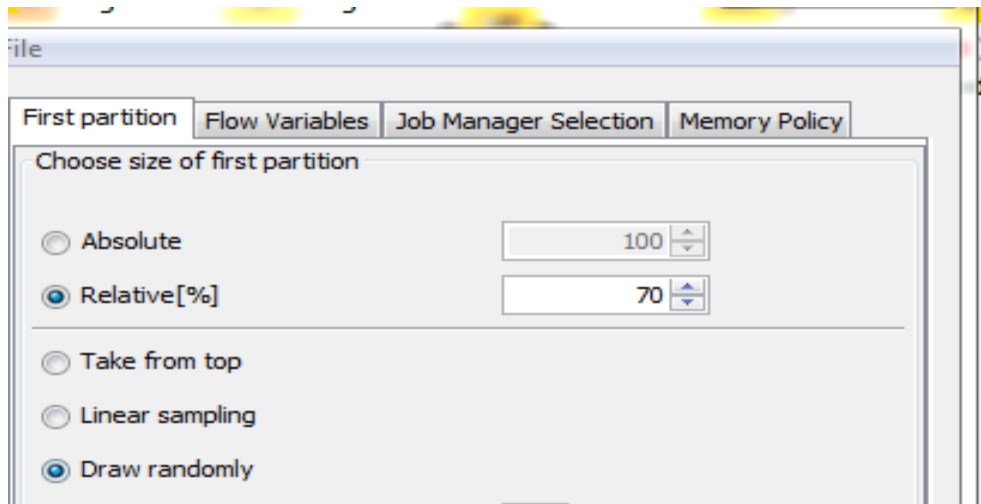 File
First partition Flow Variables Job Manager Selection Memory Policy
Choose size of first partition
Absolute 100
Relative[%] 70
Take from top
Linear sampling
Draw randomly